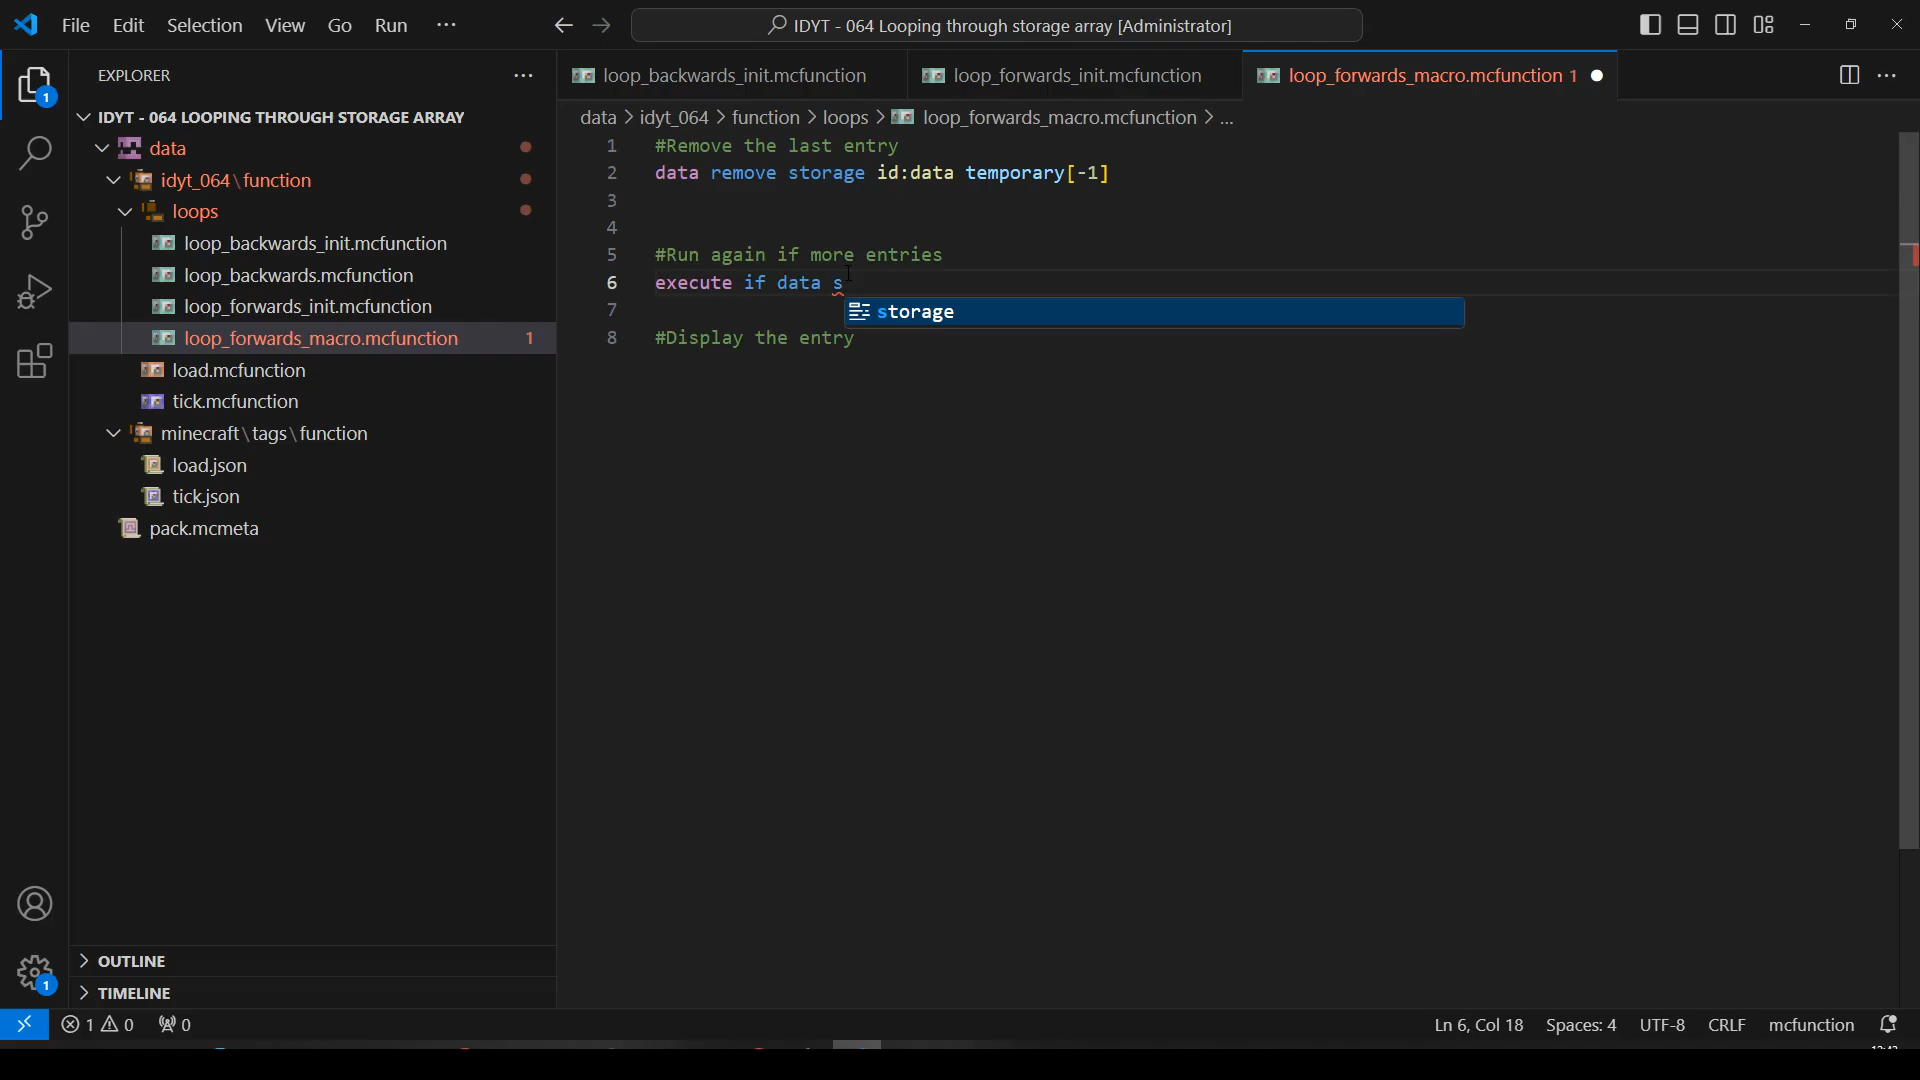 File Edit Selection View Go Run ···
IDYT - 064 Looping through storage array [Administrator]
EXPLORER
loop_backwards_init.mcfunction
loop_forwards_init.mcfunction
loop_forwards_macro.mcfunction 1
data > idyt_064 > function > loops > loop_forwards_macro.mcfunction > ...
IDYT - 064 LOOPING THROUGH STORAGE ARRAY
data
idyt_064\function
loops
loop_backwards_init.mcfunction
loop_backwards.mcfunction
loop_forwards_init.mcfunction
loop_forwards_macro.mcfunction 1
load.mcfunction
tick.mcfunction
minecraft\tags\function
load.json
tick.json
pack.mcmeta
1 #Remove the last entry
2 data remove storage id:data temporary[-1]
3
4
5 #Run again if more entries
6 execute if data s
storage
7
8 #Display the entry
1
1
OUTLINE
TIMELINE
1 0 0
Ln 6, Col 18 Spaces: 4 UTF-8 CRLF mcfunction